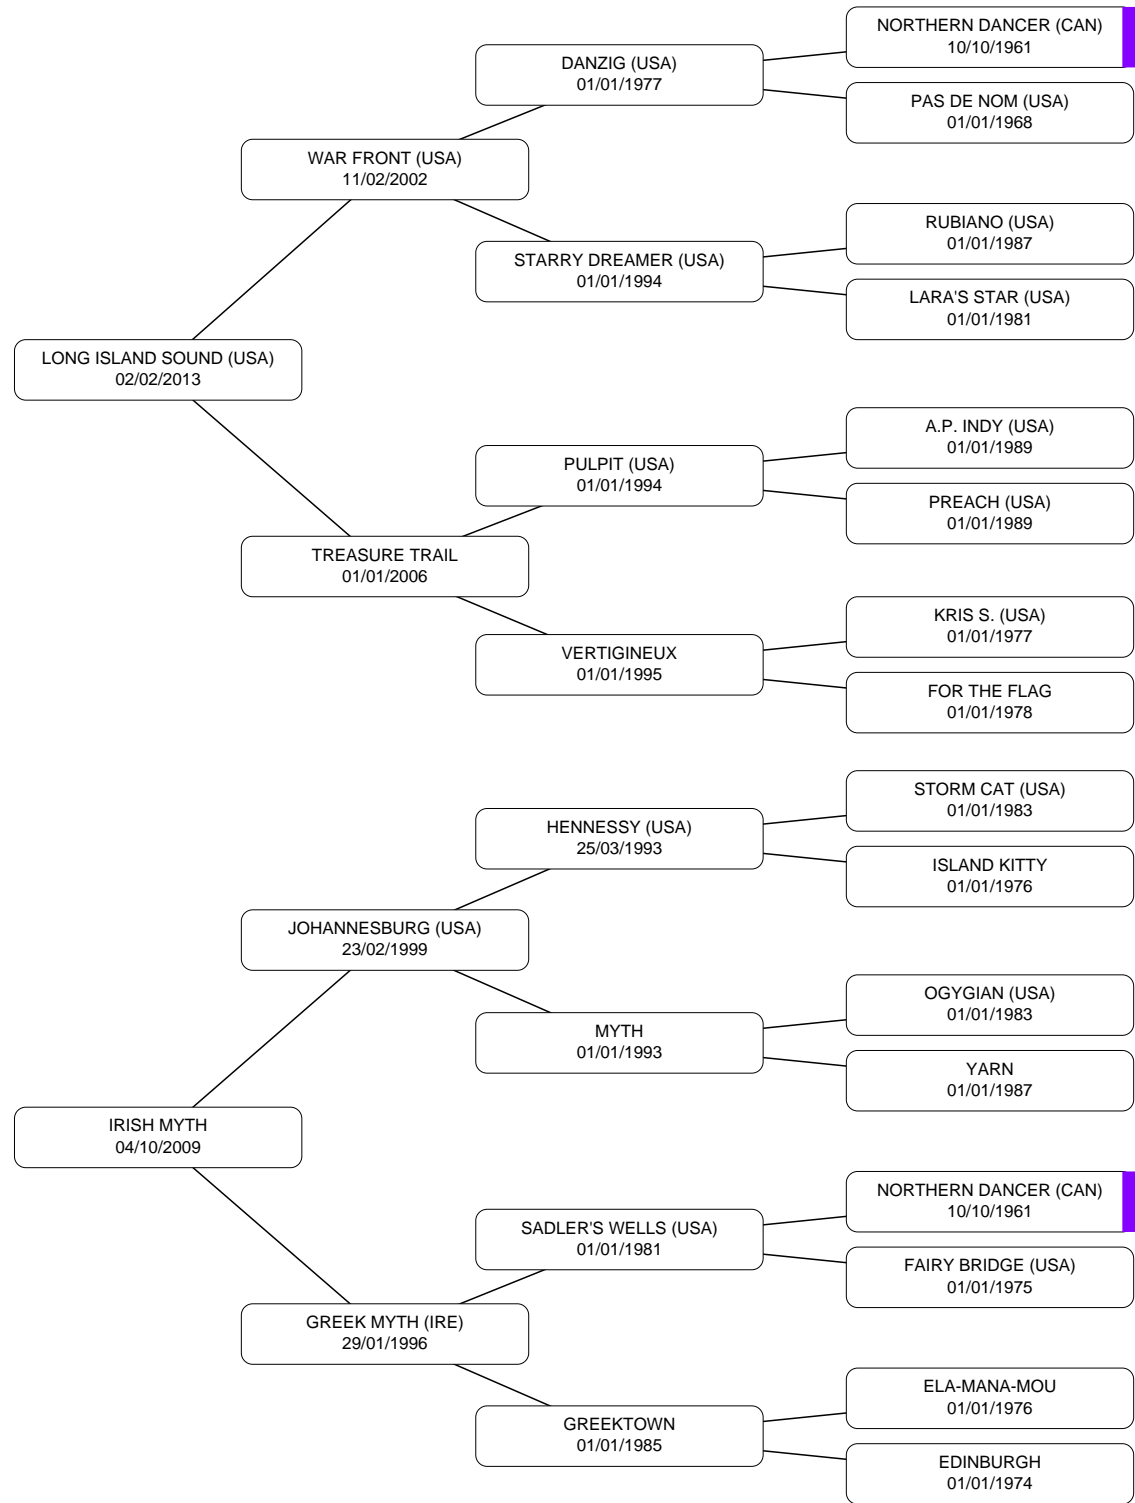 NORTHERN DANCER (CAN)
10/10/1961
DANZIG (USA)
01/01/1977
PAS DE NOM (USA)
01/01/1968
WAR FRONT (USA)
11/02/2002
RUBIANO (USA)
01/01/1987
STARRY DREAMER (USA)
01/01/1994
LARA'S STAR (USA)
01/01/1981
LONG ISLAND SOUND (USA)
02/02/2013
A.P. INDY (USA)
01/01/1989
PULPIT (USA)
01/01/1994
PREACH (USA)
01/01/1989
TREASURE TRAIL
01/01/2006
KRIS S. (USA)
01/01/1977
VERTIGINEUX
01/01/1995
FOR THE FLAG
01/01/1978
STORM CAT (USA)
01/01/1983
HENNESSY (USA)
25/03/1993
ISLAND KITTY
01/01/1976
JOHANNESBURG (USA)
23/02/1999
OGYGIAN (USA)
01/01/1983
MYTH
01/01/1993
YARN
01/01/1987
IRISH MYTH
04/10/2009
NORTHERN DANCER (CAN)
10/10/1961
SADLER'S WELLS (USA)
01/01/1981
FAIRY BRIDGE (USA)
01/01/1975
GREEK MYTH (IRE)
29/01/1996
ELA-MANA-MOU
01/01/1976
GREEKTOWN
01/01/1985
EDINBURGH
01/01/1974